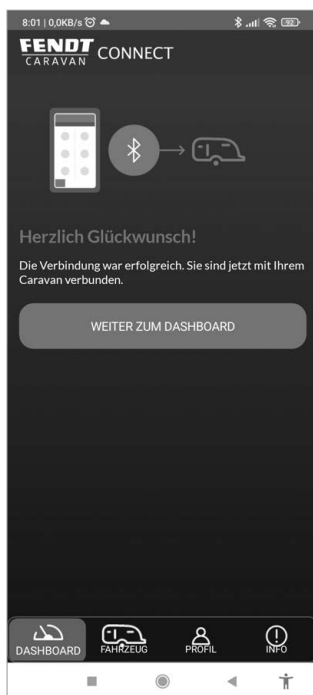 8:01 | 0,0KB/s
92
FENDT
CARAVAN CONNECT
Herzlich Glückwunsch!
Die Verbindung war erfolgreich. Sie sind jetzt mit Ihrem
Caravan verbunden.
WEITER ZUM DASHBOARD
DASHBOARD FAHRZEUG PROFIL INFO